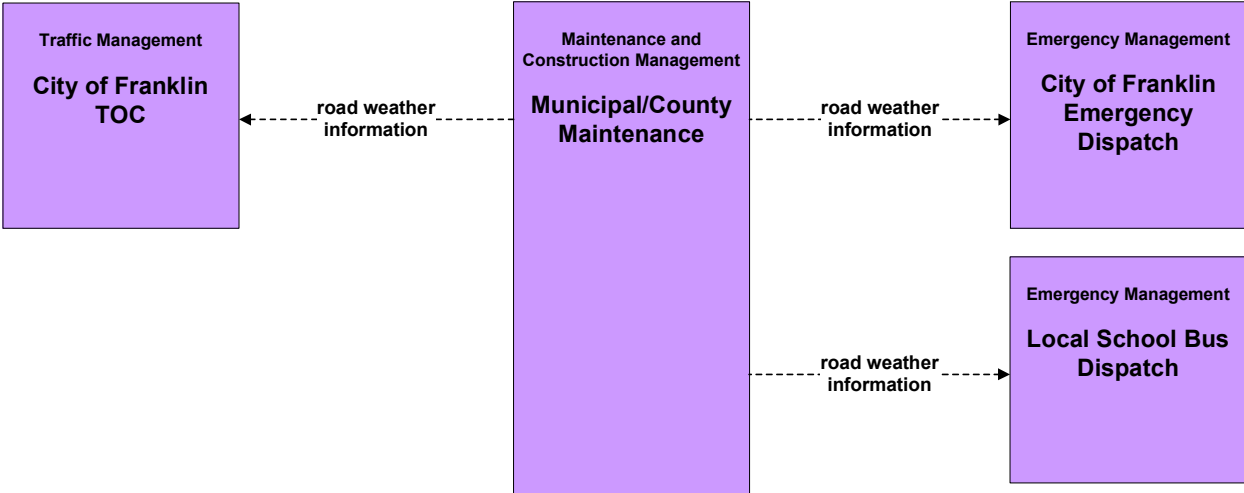 Traffic Management
City of Franklin
TOC
road weather
information
Maintenance and
Construction Management
Municipal/County
Maintenance
road weather
information
Emergency Management
City of Franklin
Emergency
Dispatch
road weather
information
Emergency Management
Local School Bus
Dispatch